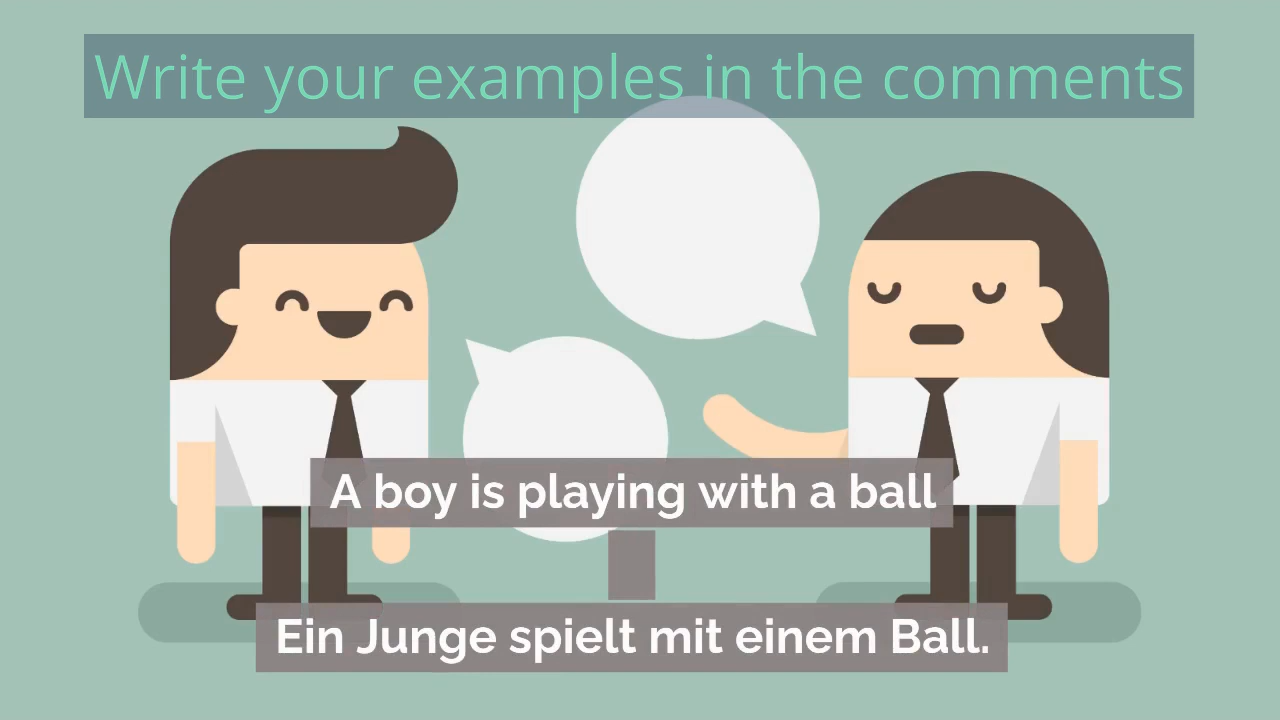 Write your examples in the comments
A boy is playing with a ball
Ein Junge spielt mit einem Ball.